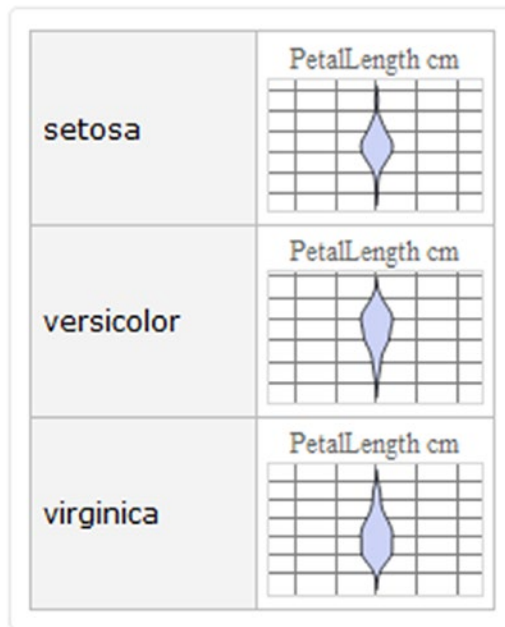 PetalLength cm
setosa
PetalLength cm
versicolor
PetalLength cm
virginica